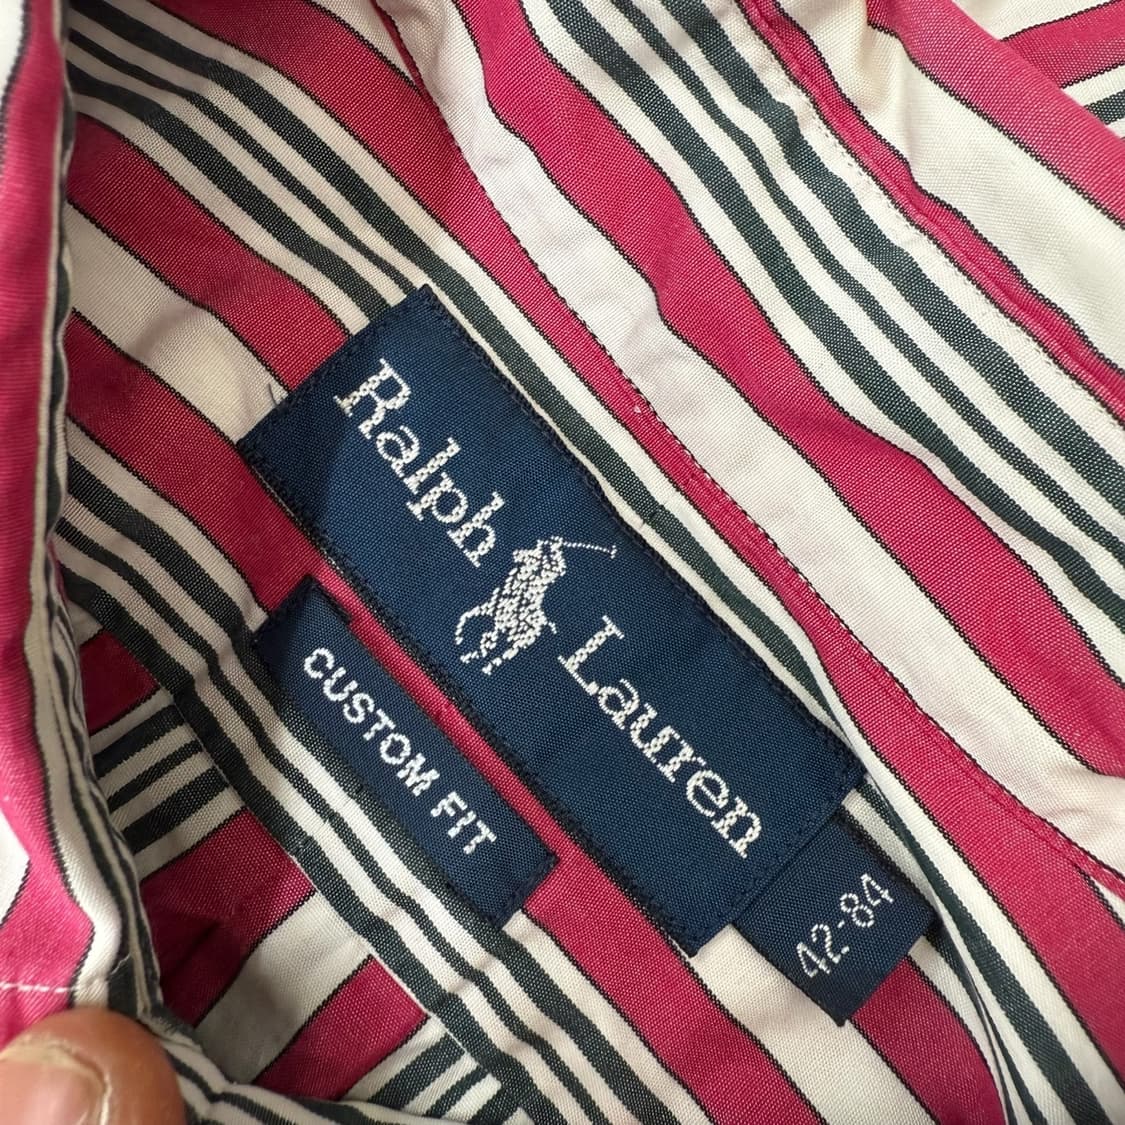 Ralph Lauren
CUSTOM FIT
42-84